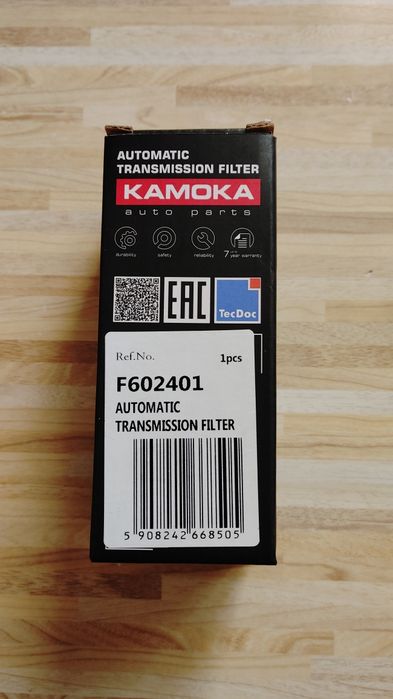 AUTOMATIC
TRANSMISSION FILTER
KAMOKA
auto parts
durability safety reliability 7 year warranty
EAC
TecDoc
Ref.No. 1pcs
F602401
AUTOMATIC
TRANSMISSION FILTER
5 908242 668505